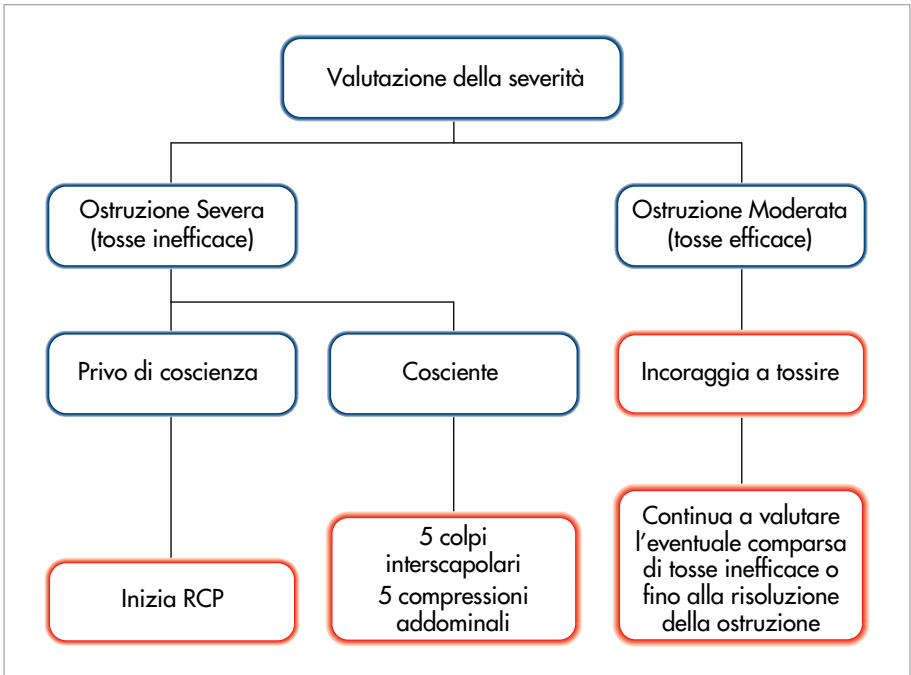 Valutazione della severità
Ostruzione Severa
(tosse inefficace)
Ostruzione Moderata
(tosse efficace)
Privo di coscienza
Cosciente
Incoraggia a tossire
Inizia RCP
5 colpi
interscapolari
5 compressioni
addominali
Continua a valutare
l'eventuale comparsa
di tosse inefficace o
fino alla risoluzione
della ostruzione